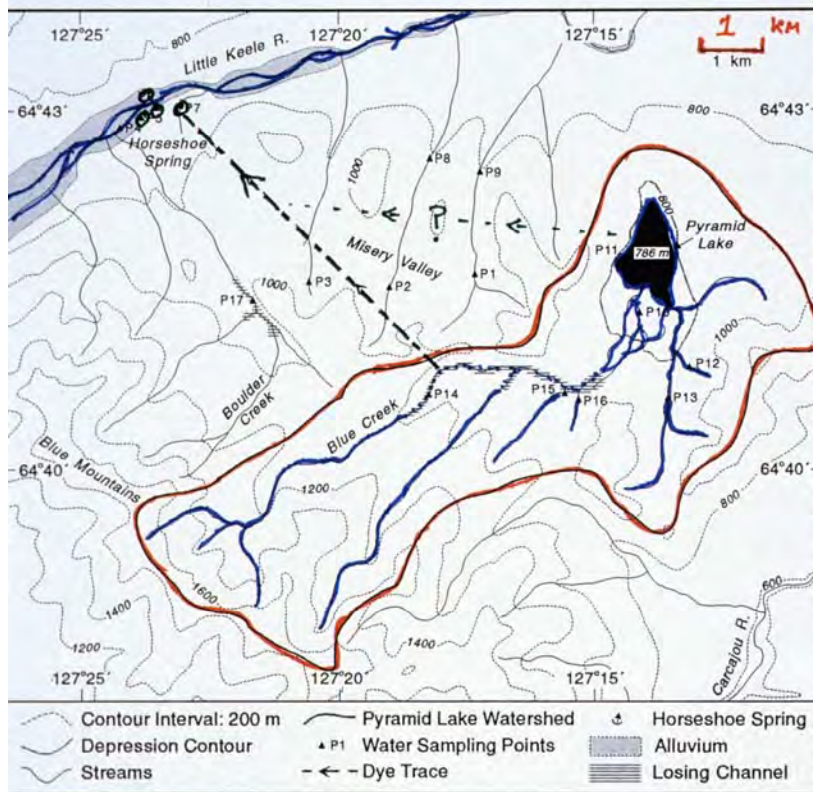 127°25'
127°20'
127°15'
1 KM
1 km
800
Little Keele R.
64°43'
64°43'
P7
Horseshoe
Spring
800
P8
P9
1000
800
Pyramid
Lake
786 m
P11
?
Misery Valley
P1
P3
P2
1000
P17
P10
1000
P12
P13
Boulder
Creek
Blue Creek
P14
P15
P16
Blue Mountains
64°40'
64°40'
1200
800
1600
1400
1200
1400
600
Carcajou R.
127°25'
127°20'
127°15'
Contour Interval: 200 m
Pyramid Lake Watershed
Horseshoe Spring
Depression Contour
P1 Water Sampling Points
Alluvium
Streams
Dye Trace
Losing Channel